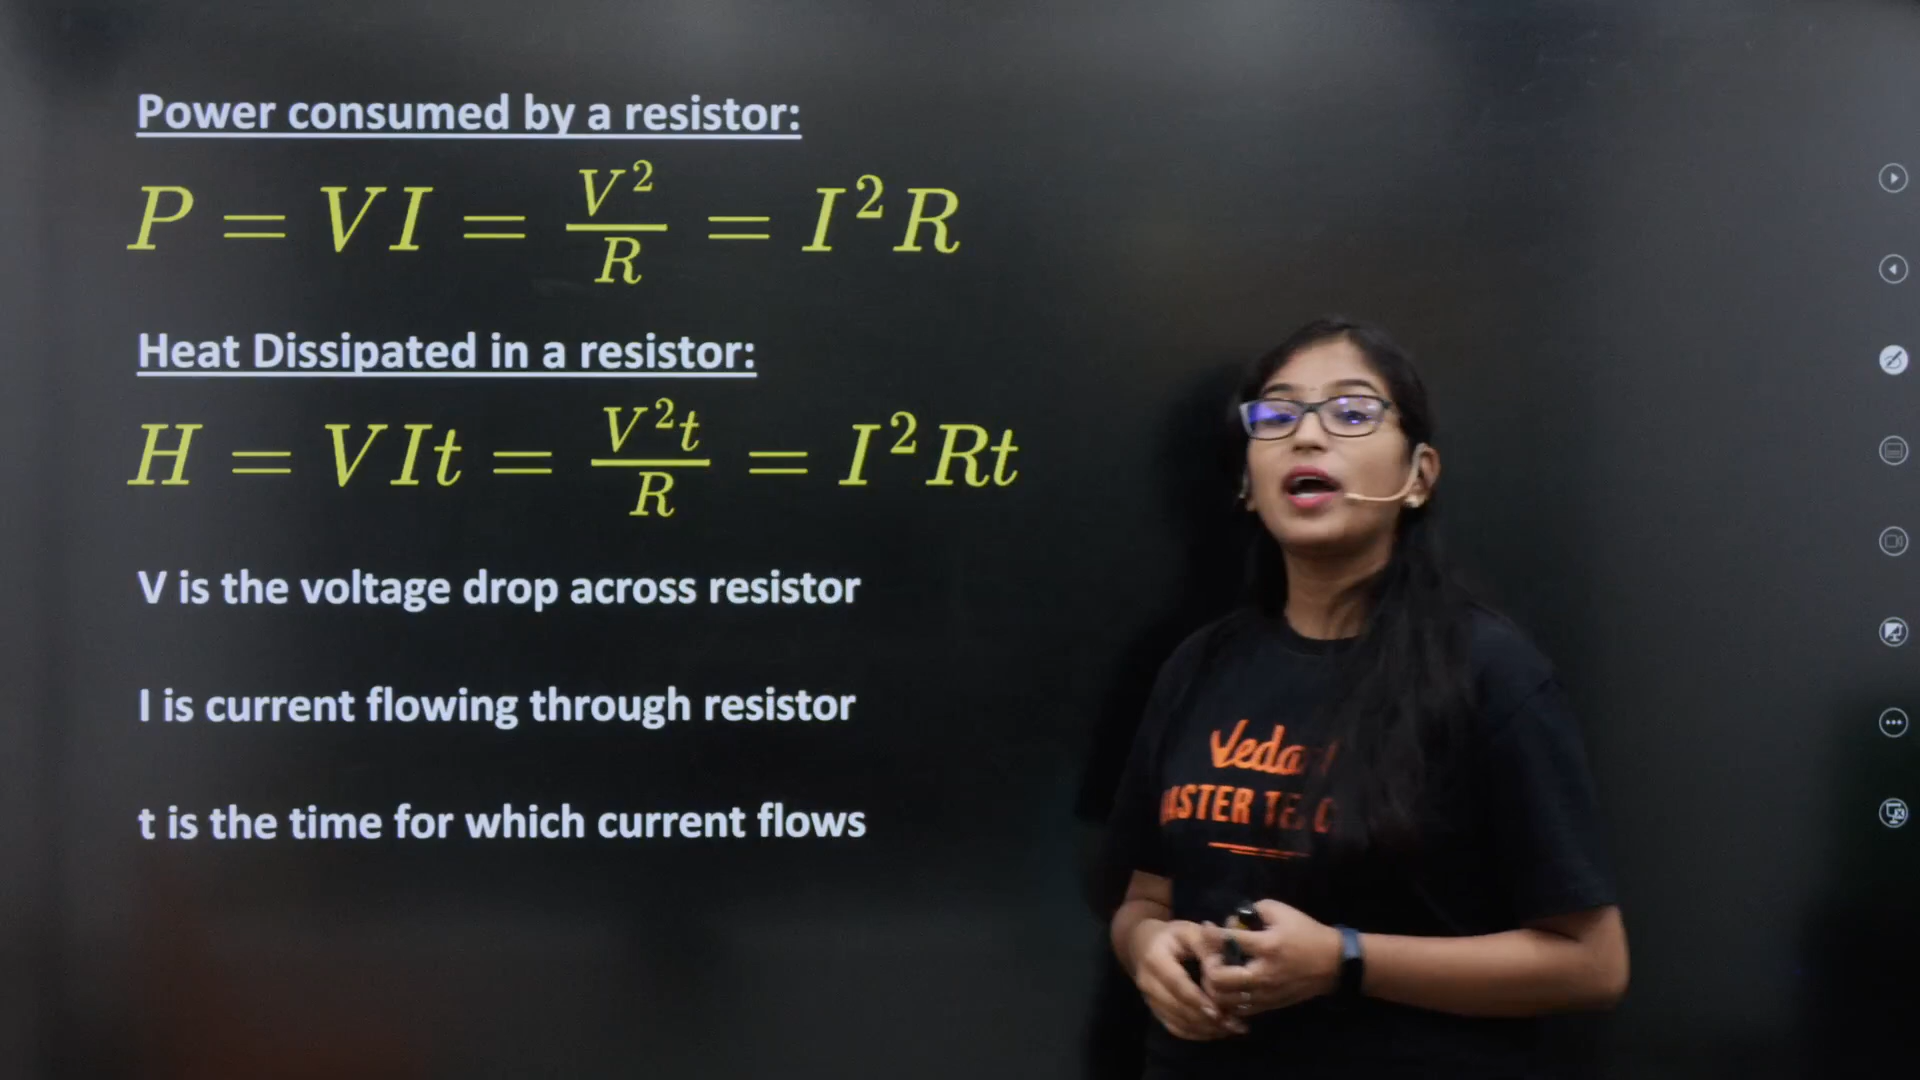 Power consumed by a resistor:
P = VI = V²/R = I²R
Heat Dissipated in a resistor:
H = VIt = V²t/R = I²Rt
V is the voltage drop across resistor
I is current flowing through resistor
t is the time for which current flows